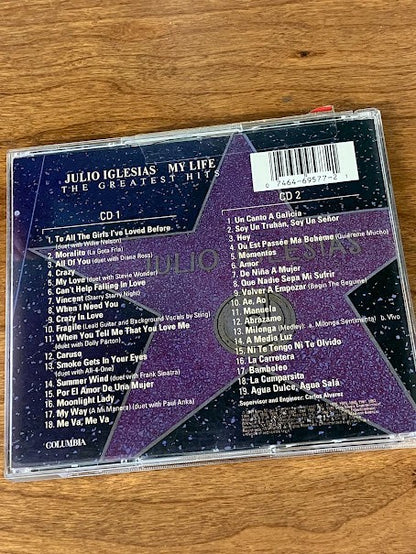 JULIO IGLESIAS MY LIFE
THE GREATEST HITS
0 7464-69577-2
CD 1
1. To All The Girls I've Loved Before
(duet with Willie Nelson)
2. Moralito (La Gota Fria)
3. All Of You (duet with Diana Ross)
4. Crazy
5. My Love (duet with Stevie Wonder)
6. Can't Help Falling In Love
7. Vincent (Starry Starry Night)
8. When I Need You
9. Crazy In Love
10. Fragile (Lead Guitar and Background Vocals by Sting)
11. When You Tell Me That You Love Me
(duet with Dolly Parton)
12. Caruso
13. Smoke Gets In Your Eyes
(duet with All-4-One)
14. Summer Wind (duet with Frank Sinatra)
15. Por El Amor De Una Mujer
16. Moonlight Lady
17. My Way (A Mi Manera) (duet with Paul Anka)
18. Me Va, Me Va
COLUMBIA
CD 2
1. Un Canto A Galicia
2. Soy Un Truhán, Soy Un Señor
3. Hey
4. Où Est Passée Ma Bohème (Quiéreme Mucho)
5. Momentos
6. Amor
7. De Niña A Mujer
8. Que Nadie Sepa Mi Sufrir
9. Volver A Empezar (Begin The Beguine)
10. Ae, Ao
11. Manuela
12. Abrázame
13. Milonga (Medley: a. Milonga Sentimental b. Vivo
14. A Media Luz
15. Ni Te Tengo Ni Te Olvido
16. La Carretera
17. Bamboleo
18. La Cumparsita
19. Agua Dulce, Agua Salá
Supervisor and Engineer: Carlos Alvarez
JULIO IGLESIAS